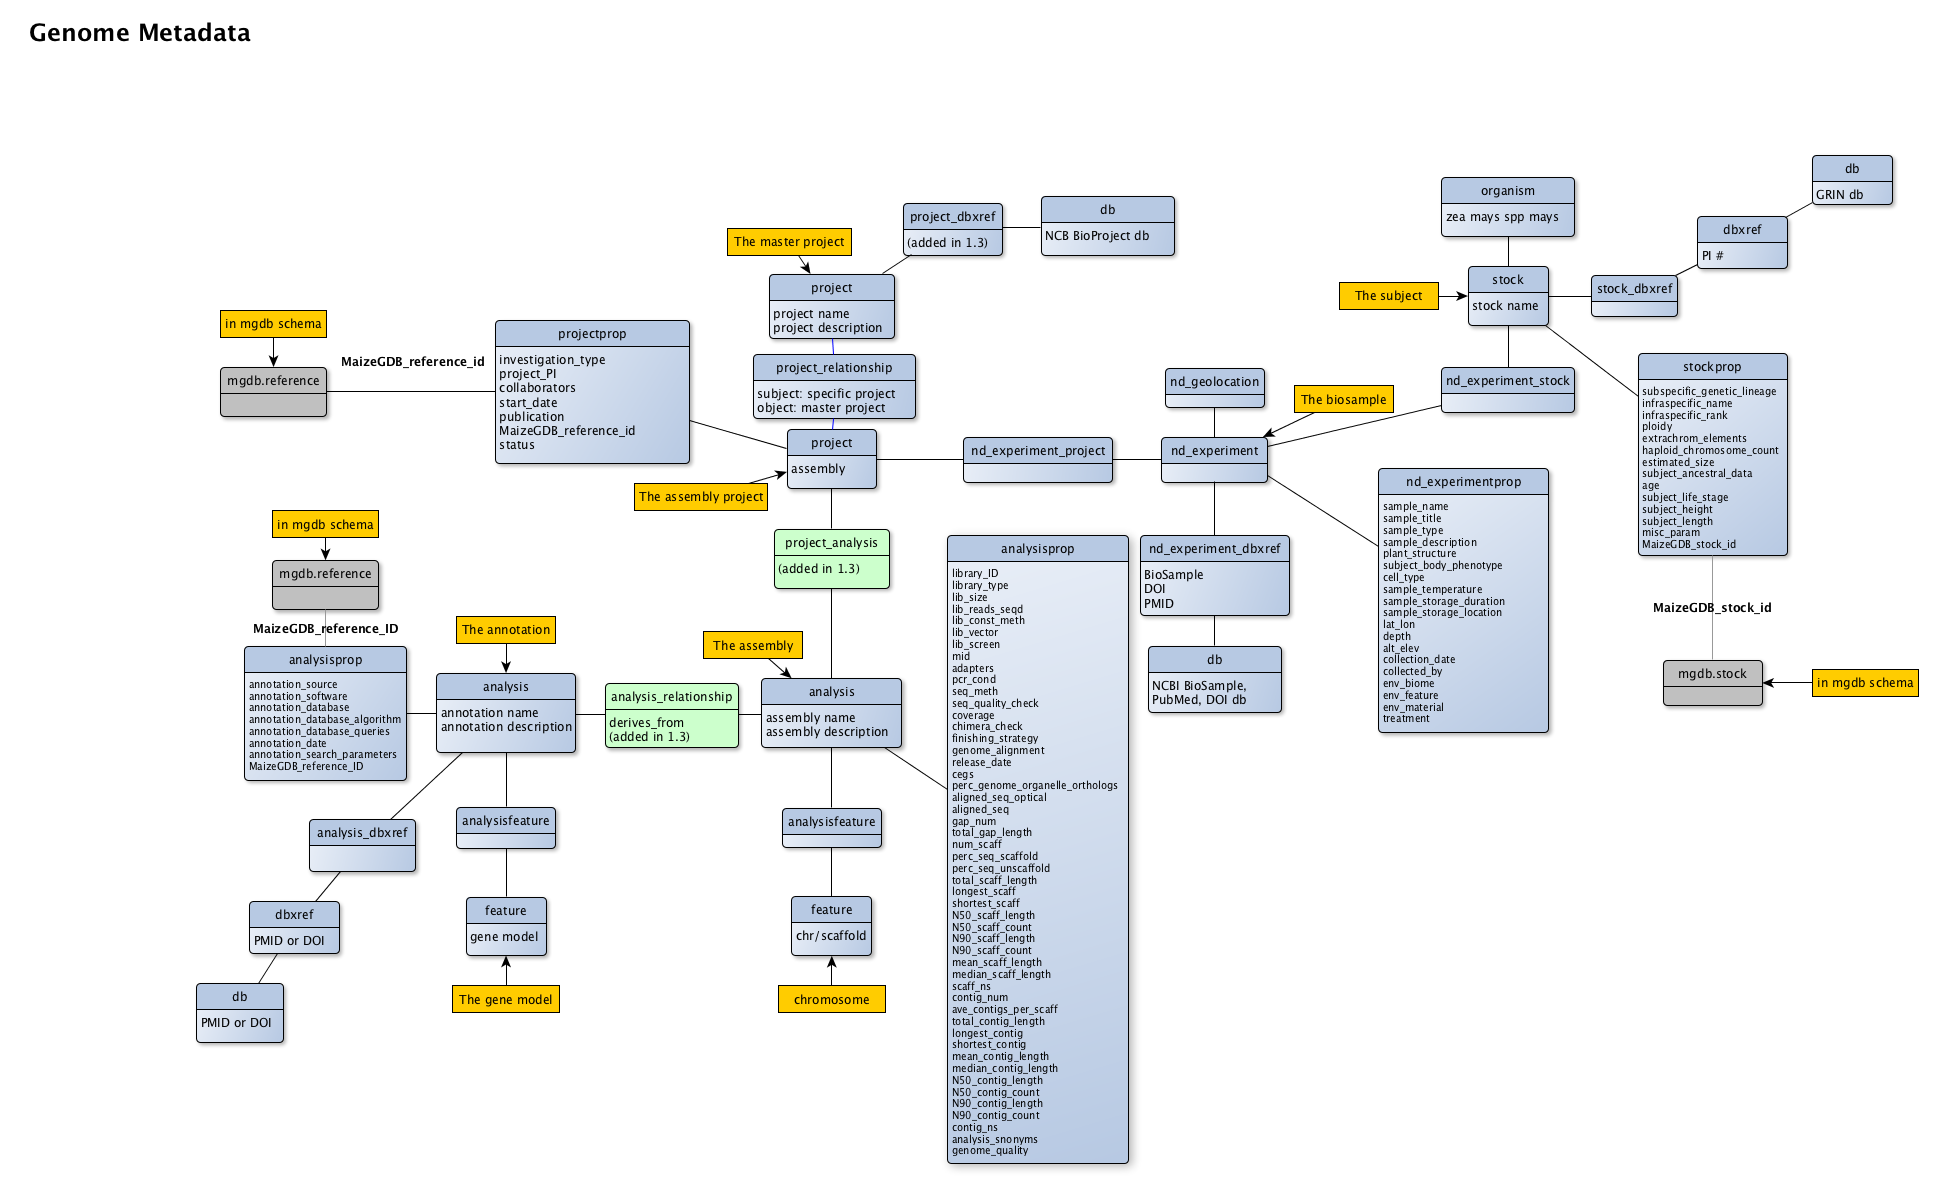 Genome Metadata
db
GRIN db
organism
zea mays spp mays
dbxref
PI #
project_dbxref
(added in 1.3)
db
NCB BioProject db
The master project
project
project name
project description
The subject
stock
stock name
stock_dbxref
in mgdb schema
mgdb.reference
MaizeGDB_reference_id
projectprop
investigation_type
project_PI
collaborators
start_date
publication
MaizeGDB_reference_id
status
project_relationship
subject: specific project
object: master project
nd_geolocation
The biosample
nd_experiment_stock
stockprop
subspecific_genetic_lineage
infraspecific_name
infraspecific_rank
ploidy
extrachrom_elements
haploid_chromosome_count
estimated_size
subject_ancestral_data
age
subject_life_stage
subject_height
subject_length
misc_param
MaizeGDB_stock_id
project
assembly
The assembly project
nd_experiment_project
nd_experiment
nd_experimentprop
sample_name
sample_title
sample_type
sample_description
plant_structure
subject_body_phenotype
cell_type
sample_temperature
sample_storage_duration
sample_storage_location
lat_lon
depth
alt_elev
collection_date
collected_by
env_biome
env_feature
env_material
treatment
MaizeGDB_stock_id
mgdb.stock
in mgdb schema
in mgdb schema
mgdb.reference
MaizeGDB_reference_ID
project_analysis
(added in 1.3)
nd_experiment_dbxref
BioSample
DOI
PMID
db
NCBI BioSample,
PubMed, DOI db
analysisprop
library_ID
library_type
lib_size
lib_reads_seqd
lib_const_meth
lib_vector
lib_screen
mid
adapters
pcr_cond
seq_meth
seq_quality_check
coverage
chimera_check
finishing_strategy
genome_alignment
release_date
cegs
perc_genome_organelle_orthologs
aligned_seq_optical
aligned_seq
gap_num
total_gap_length
num_scaff
perc_seq_scaffold
perc_seq_unscaffold
total_scaff_length
longest_scaff
shortest_scaff
N50_scaff_length
N50_scaff_count
N90_scaff_length
N90_scaff_count
mean_scaff_length
median_scaff_length
scaff_ns
contig_num
ave_contigs_per_scaff
total_contig_length
longest_contig
shortest_contig
mean_contig_length
median_contig_length
N50_contig_length
N50_contig_count
N90_contig_length
N90_contig_count
contig_ns
analysis_snonyms
genome_quality
The annotation
The assembly
analysisprop
annotation_source
annotation_software
annotation_database
annotation_database_algorithm
annotation_database_queries
annotation_date
annotation_search_parameters
MaizeGDB_reference_ID
analysis
annotation name
annotation description
analysis_relationship
derives_from
(added in 1.3)
analysis
assembly name
assembly description
analysis_dbxref
analysisfeature
analysisfeature
dbxref
PMID or DOI
feature
gene model
feature
chr/scaffold
db
PMID or DOI
The gene model
chromosome